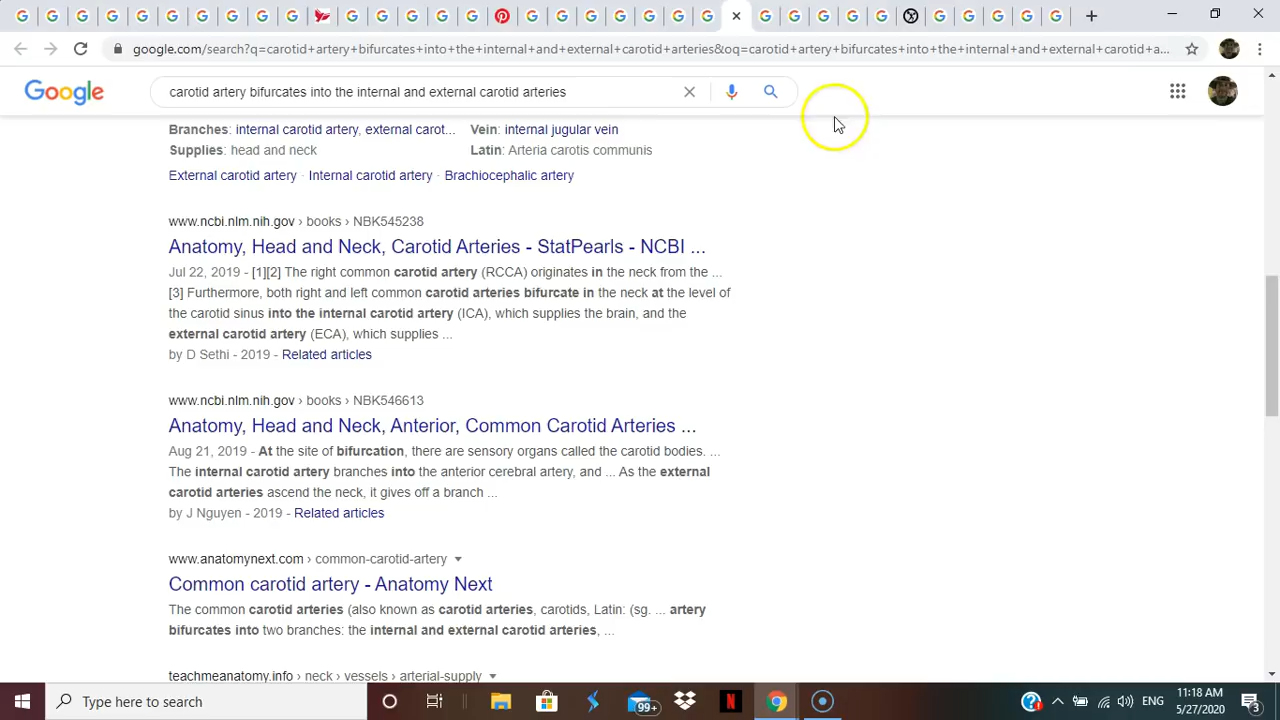 google.com/search?q=carotid+artery+bifurcates+into+the+internal+and+external+carotid+arteries&oq=carotid+artery+bifurcates+into+the+internal+and+external+carotid+a...
Google
carotid artery bifurcates into the internal and external carotid arteries
Branches: internal carotid artery, external carot... Vein: internal jugular vein
Supplies: head and neck Latin: Arteria carotis communis
External carotid artery · Internal carotid artery · Brachiocephalic artery
www.ncbi.nlm.nih.gov › books › NBK545238
Anatomy, Head and Neck, Carotid Arteries - StatPearls - NCBI ...
Jul 22, 2019 - [1][2] The right common carotid artery (RCCA) originates in the neck from the ...
[3] Furthermore, both right and left common carotid arteries bifurcate in the neck at the level of
the carotid sinus into the internal carotid artery (ICA), which supplies the brain, and the
external carotid artery (ECA), which supplies ...
by D Sethi - 2019 - Related articles
www.ncbi.nlm.nih.gov › books › NBK546613
Anatomy, Head and Neck, Anterior, Common Carotid Arteries ...
Aug 21, 2019 - At the site of bifurcation, there are sensory organs called the carotid bodies. ...
The internal carotid artery branches into the anterior cerebral artery, and ... As the external
carotid arteries ascend the neck, it gives off a branch ...
by J Nguyen - 2019 - Related articles
www.anatomynext.com › common-carotid-artery
Common carotid artery - Anatomy Next
The common carotid arteries (also known as carotid arteries, carotids, Latin: (sg. ... artery
bifurcates into two branches: the internal and external carotid arteries, ...
teachmeanatomy.info › neck › vessels › arterial-supply
Type here to search
99+
N
ENG
11:18 AM
5/27/2020
3